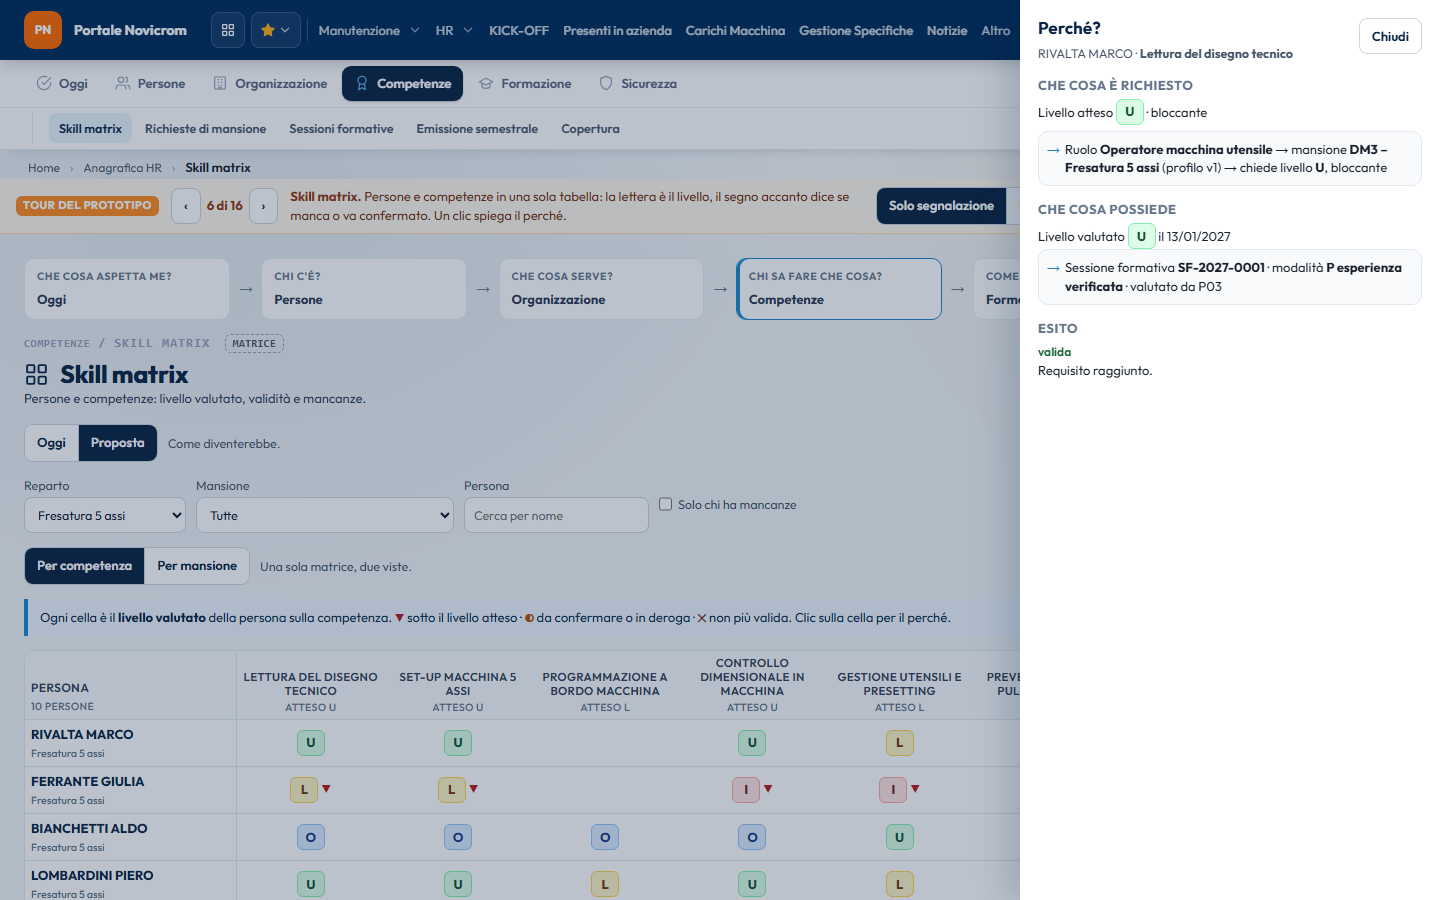 PN Portale Novicrom Manutenzione HR KICK-OFF Presenti in azienda Carichi Macchina Gestione Specifiche Notizie Altro
Oggi Persone Organizzazione Competenze Formazione Sicurezza
Skill matrix Richieste di mansione Sessioni formative Emissione semestrale Copertura
Home › Anagrafica HR › Skill matrix
TOUR DEL PROTOTIPO ‹ 6 di 16 ›
Skill matrix. Persone e competenze in una sola tabella: la lettera è il livello, il segno accanto dice se
manca o va confermato. Un clic spiega il perché.
Solo segnalazione
CHE COSA ASPETTA ME?
Oggi
→
CHI C'È?
Persone
→
CHE COSA SERVE?
Organizzazione
→
CHI SA FARE CHE COSA?
Competenze
→
COME
Form
COMPETENZE / SKILL MATRIX MATRICE
Skill matrix
Persone e competenze: livello valutato, validità e mancanze.
Oggi Proposta Come diventerebbe.
Reparto Mansione Persona
Fresatura 5 assi Tutte Cerca per nome Solo chi ha mancanze
Per competenza Per mansione Una sola matrice, due viste.
Ogni cella è il livello valutato della persona sulla competenza. ▼ sotto il livello atteso · ◐ da confermare o in deroga · ✕ non più valida. Clic sulla cella per il perché.
PERSONA
10 PERSONE
LETTURA DEL DISEGNO
TECNICO
ATTESO U
SET-UP MACCHINA 5
ASSI
ATTESO U
PROGRAMMAZIONE A
BORDO MACCHINA
ATTESO L
CONTROLLO
DIMENSIONALE IN
MACCHINA
ATTESO U
GESTIONE UTENSILI E
PRESETTING
ATTESO L
PREVE
PUL
RIVALTA MARCO
Fresatura 5 assi
U U U L
FERRANTE GIULIA
Fresatura 5 assi
L ▼ L ▼ I ▼ I ▼
BIANCHETTI ALDO
Fresatura 5 assi
O O O O U
LOMBARDINI PIERO
Fresatura 5 assi
U U L U L
Perché?
Chiudi
RIVALTA MARCO · Lettura del disegno tecnico
CHE COSA È RICHIESTO
Livello atteso U · bloccante
→ Ruolo Operatore macchina utensile → mansione DM3 –
Fresatura 5 assi (profilo v1) → chiede livello U, bloccante
CHE COSA POSSIEDE
Livello valutato U il 13/01/2027
→ Sessione formativa SF-2027-0001 · modalità P esperienza
verificata · valutato da P03
ESITO
valida
Requisito raggiunto.